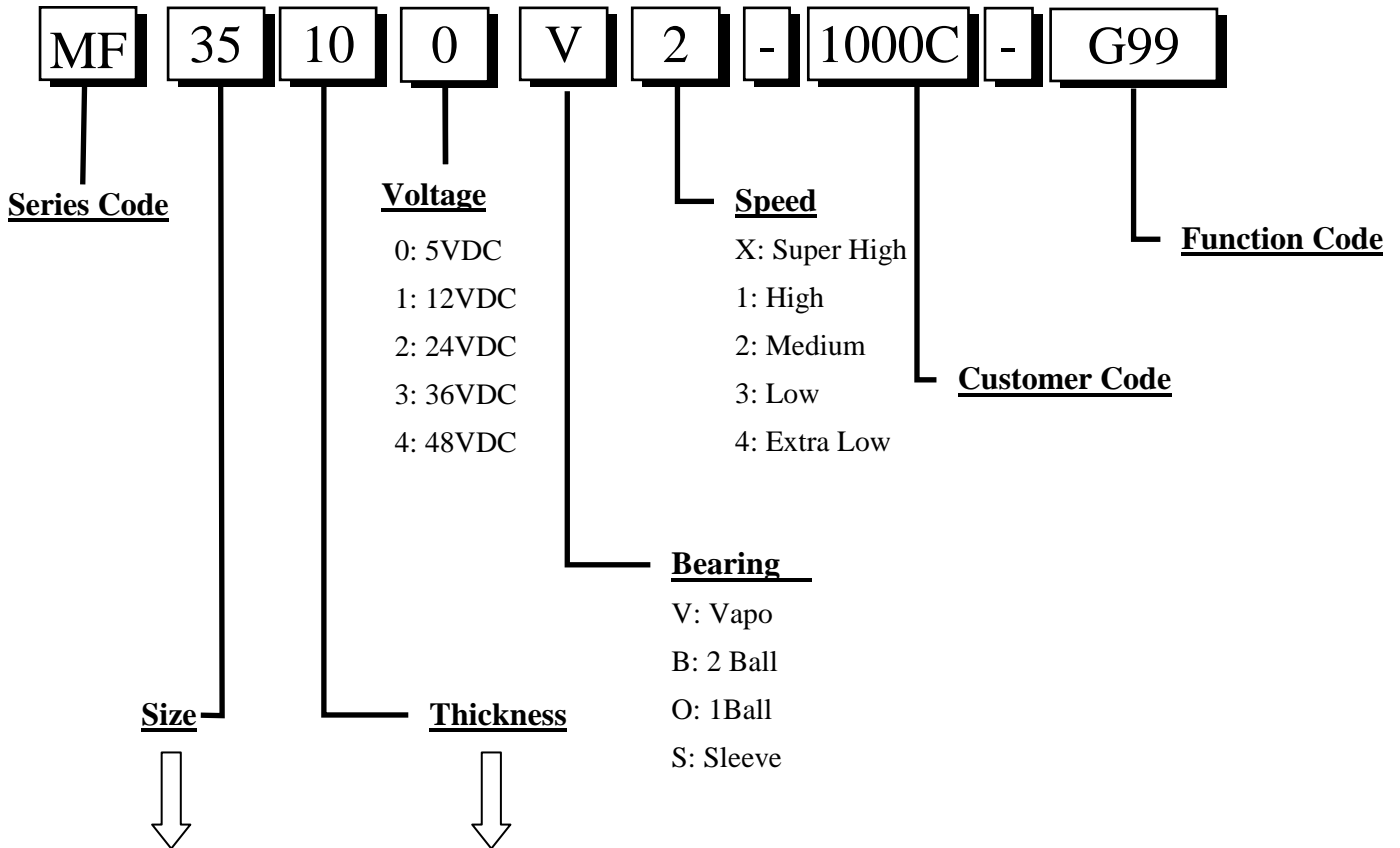 MF 35 10 0 V 2 - 1000C - G99
Series Code
Voltage
0: 5VDC
1: 12VDC
2: 24VDC
3: 36VDC
4: 48VDC
Speed
X: Super High
1: High
2: Medium
3: Low
4: Extra Low
Function Code
Customer Code
Bearing
V: Vapo
B: 2 Ball
O: 1Ball
S: Sleeve
Size
Thickness